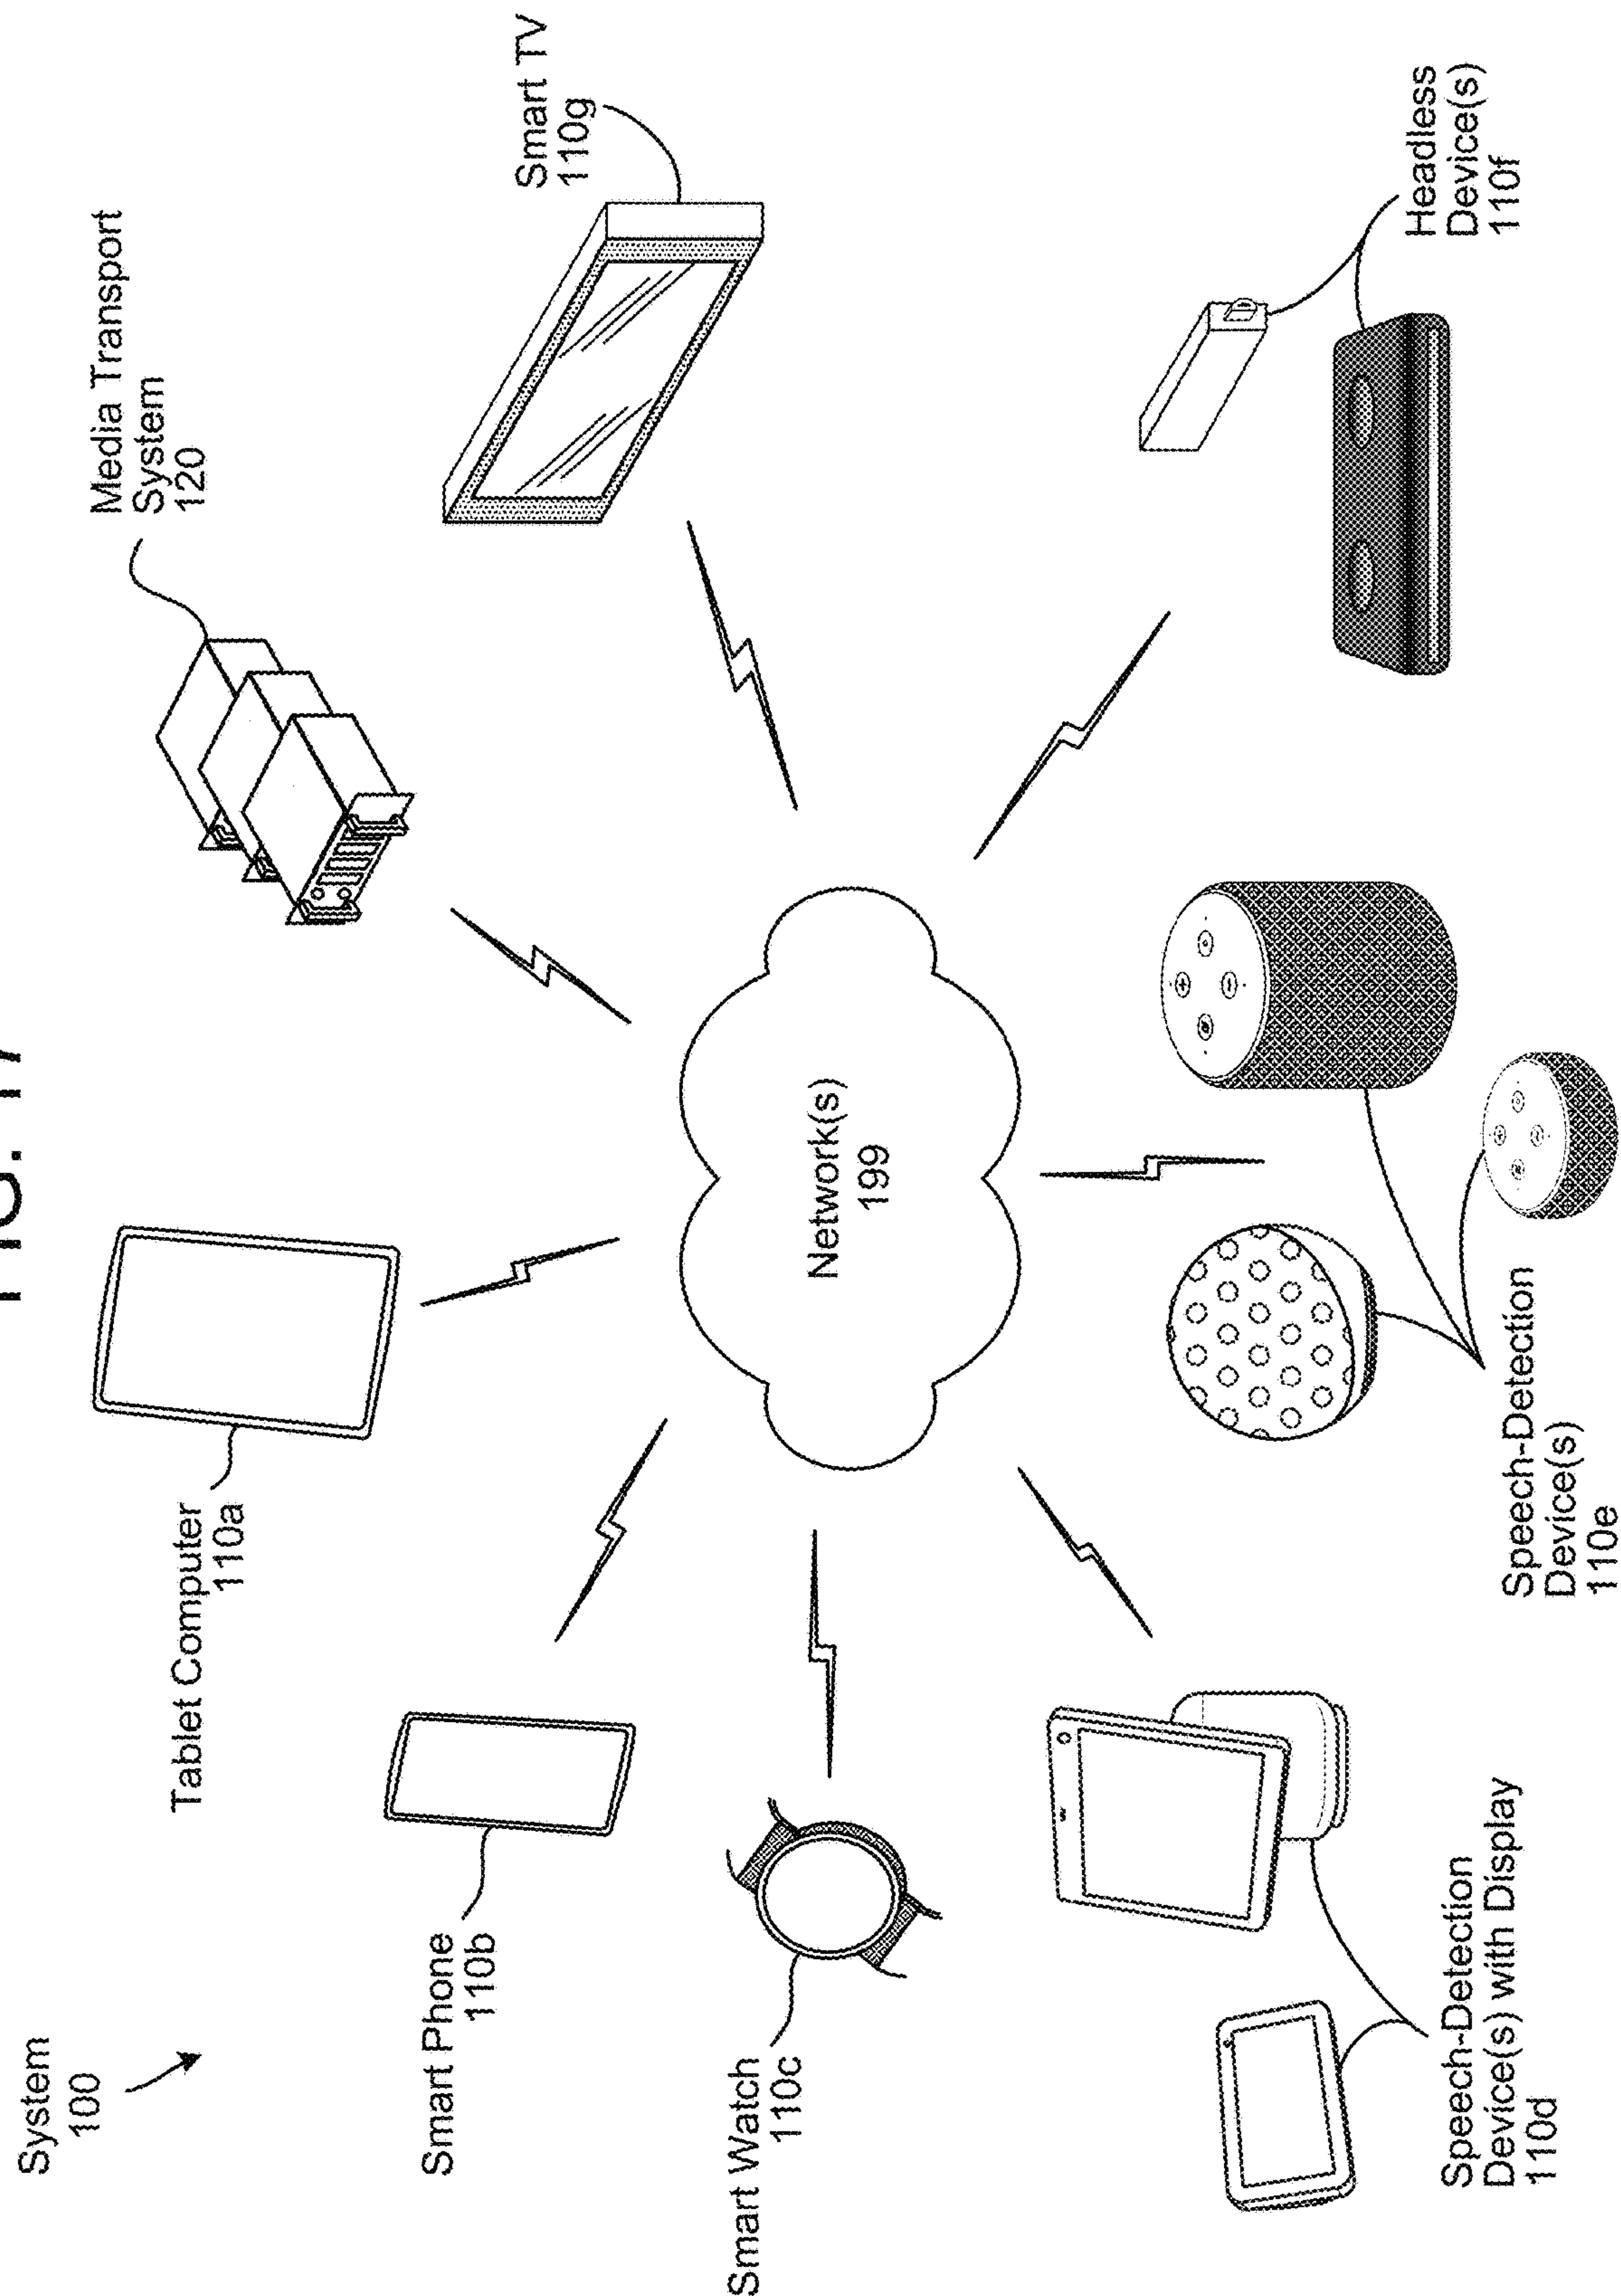 FIG.
System
100
Media Transport
System
120
Tablet Computer
110a
Smart Phone
110b
Smart TV
110g
Smart Watch
110c
Network(s)
199
Speech-Detection
Device(s) with Display
110d
Speech-Detection
Device(s)
110e
Headless
Device(s)
110f